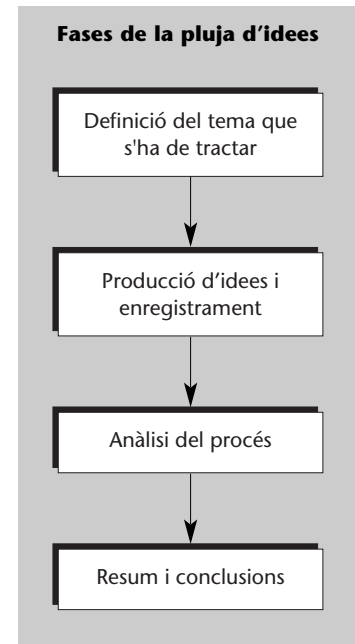 Fases de la pluja d’idees
Definició del tema que
s'ha de tractar
Producció d’idees i
enregistrament
Anàlisi del procés
Resum i conclusions